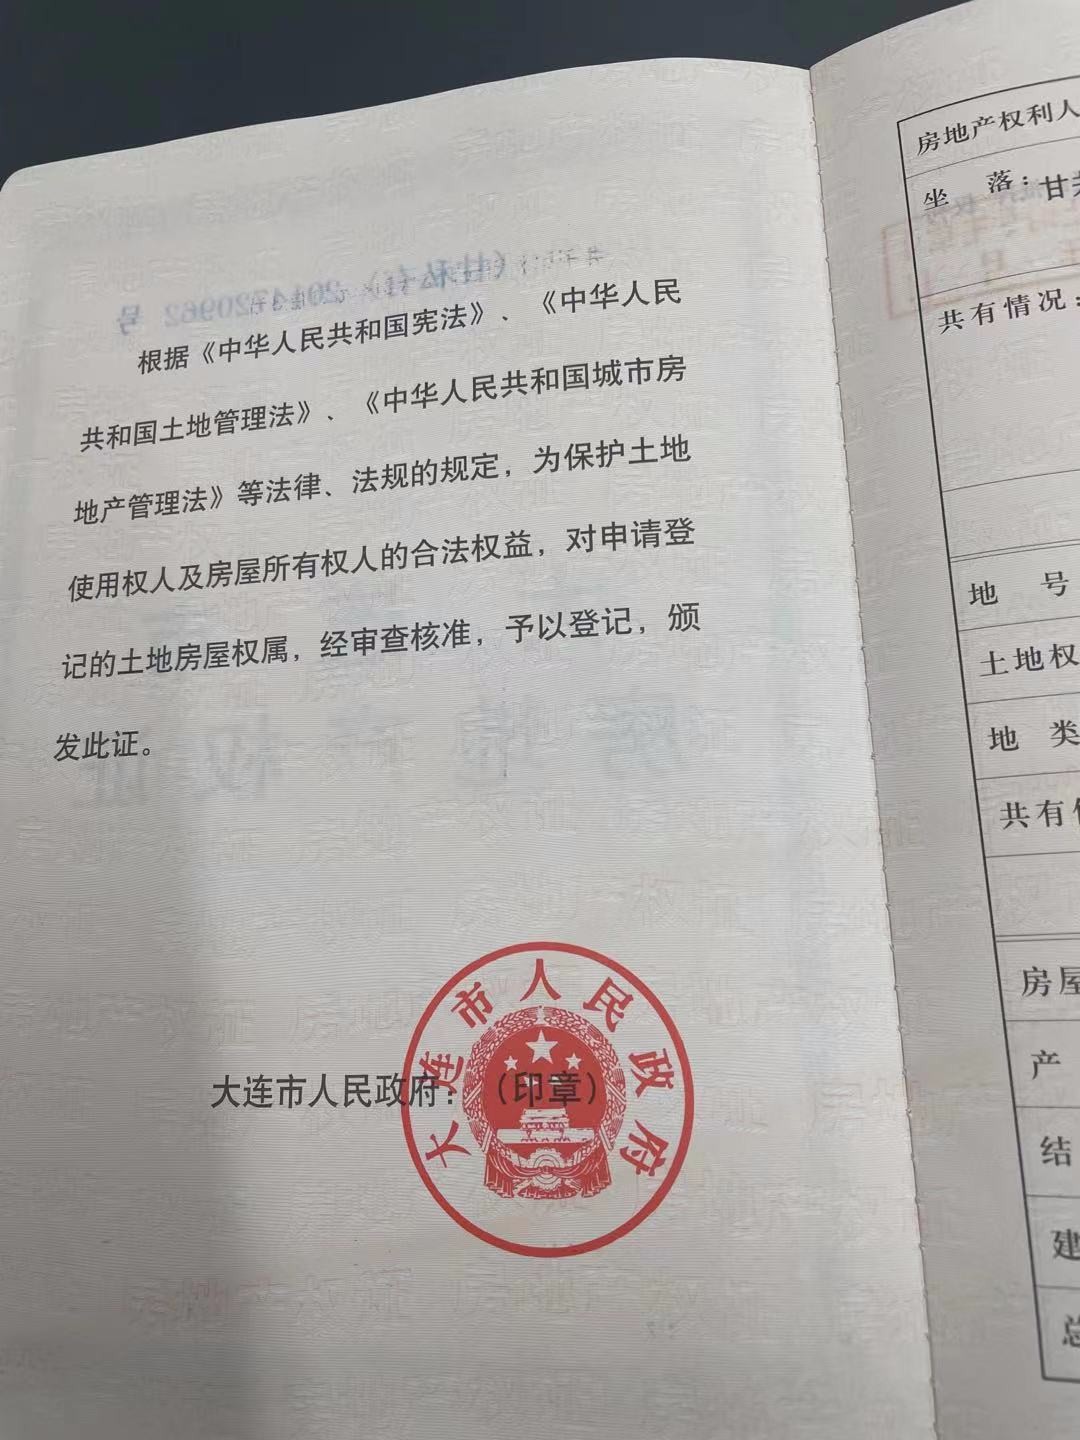 根据《中华人民共和国宪法》、《中华人民
共和国土地管理法》、《中华人民共和国城市房
地产管理法》等法律、法规的规定，为保护土地
使用权人及房屋所有权人的合法权益，对申请登
记的土地房屋权属，经审查核准，予以登记，颁
发此证。
大连市人民政府：（印章）
大连市人民政府
房地产权利人
坐 落：甘
共有情况：
地 号
土地权
地 类
共有
房屋
产
结
建
总